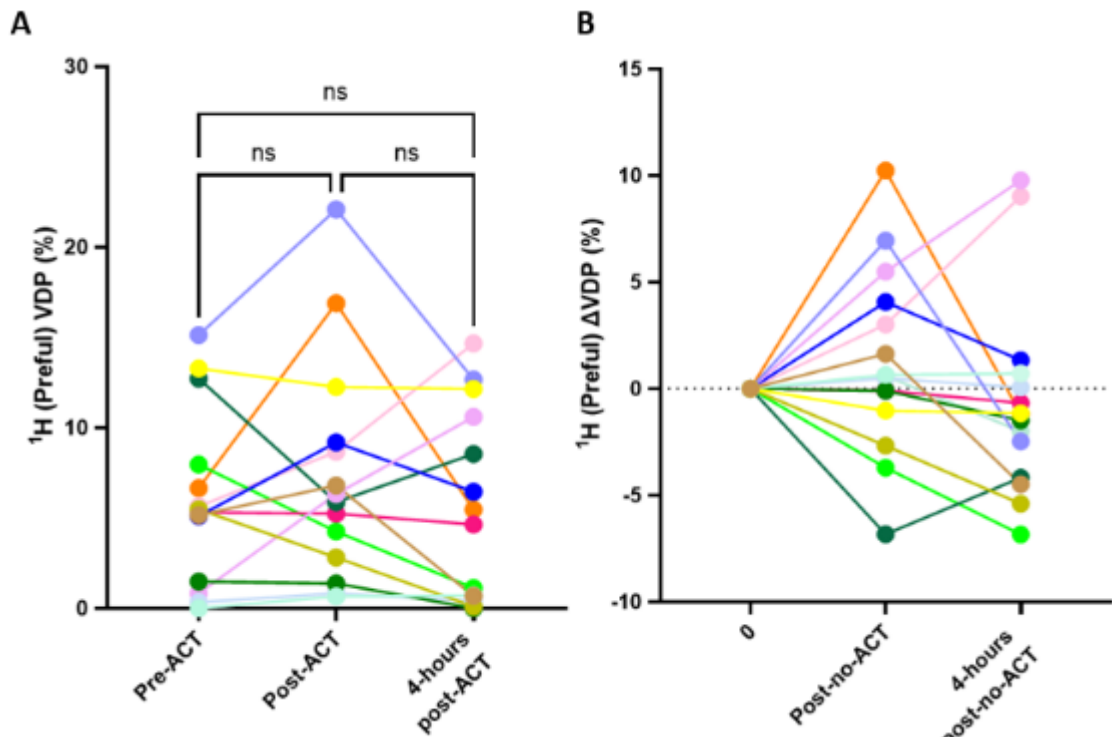 A
¹H (Preful) VDP (%)
30
20
10
0
ns
ns
ns
Pre-ACT
Post-ACT
4-hours
post-ACT
B
¹H (Preful) ΔVDP (%)
15
10
5
0
-5
-10
0
Post-no-ACT
4-hours
post-no-ACT